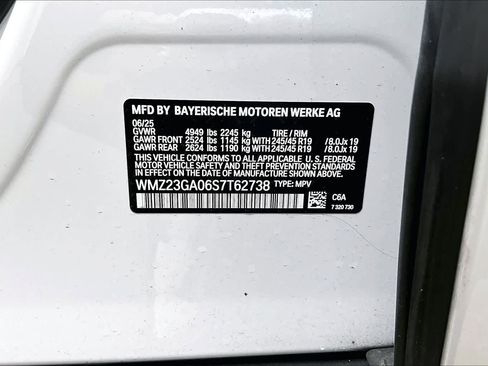 MFD BY BAYERISCHE MOTOREN WERKE AG
06/25
GVWR 4949 lbs 2245 kg TIRE / RIM
GAWR FRONT 2524 lbs 1145 kg WITH 245/45 R19 /8.0J x 19
GAWR REAR 2624 lbs 1190 kg WITH 245/45 R19 /8.0J x 19
THIS VEHICLE CONFORMS TO ALL APPLICABLE U. S. FEDERAL
MOTOR VEHICLE SAFETY AND THEFT PREVENTION STANDARDS
IN EFFECT ON THE DATE OF MANUFACTURE SHOWN ABOVE.
WMZ23GA06S7T62738 TYPE: MPV
C6A
7 320 730